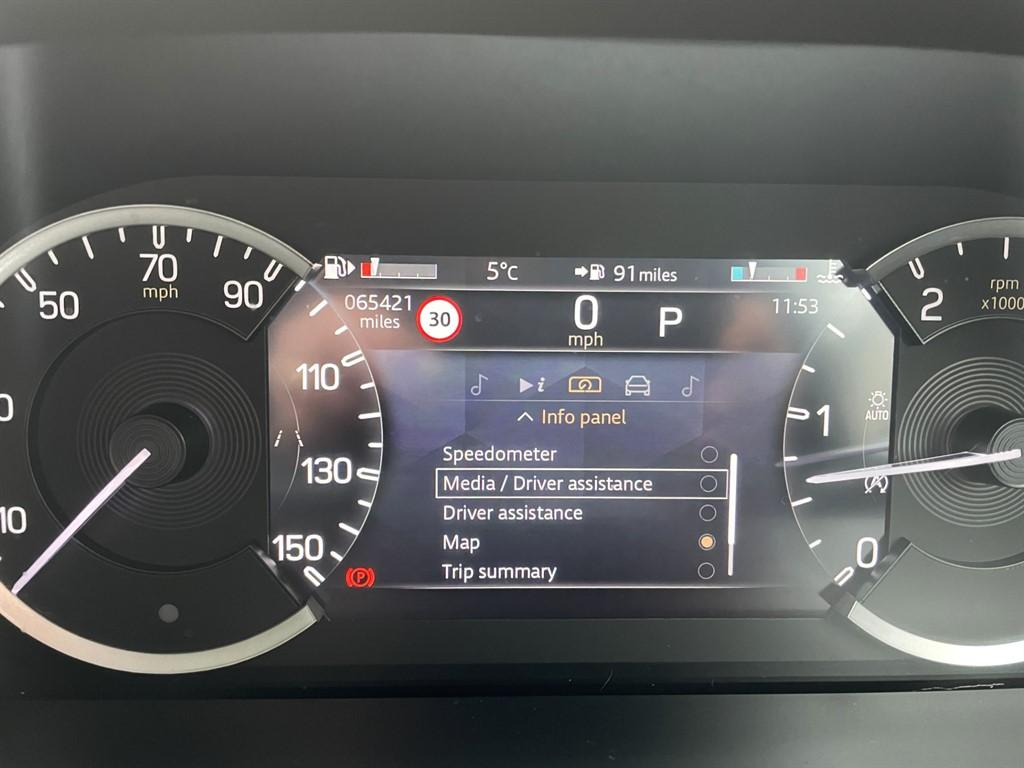 5°C
91 miles
065421
miles
30
0
mph
P
11:53
50
70
mph
90
110
130
150
10
0
rpm
x1000
2
1
0
AUTO
i
Info panel
Speedometer
Media / Driver assistance
Driver assistance
Map
Trip summary
P